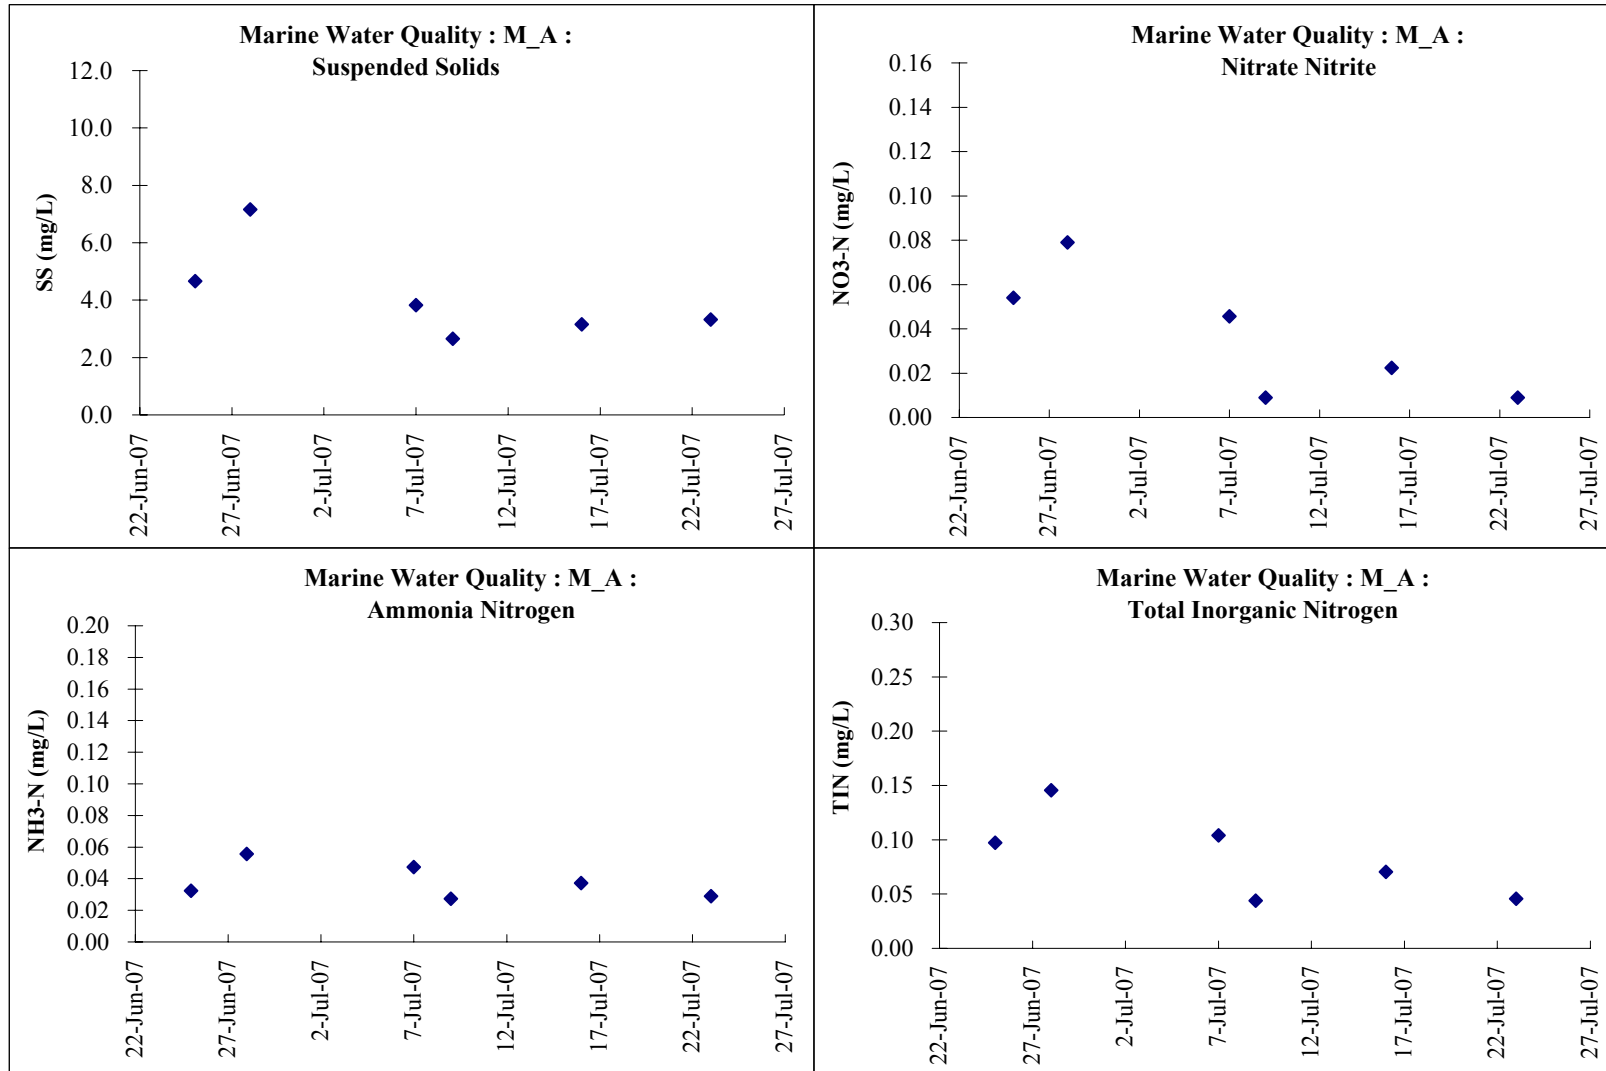 Marine Water Quality : M_A :
Suspended Solids
SS (mg/L)
12.0
10.0
8.0
6.0
4.0
2.0
0.0
22-Jun-07
27-Jun-07
2-Jul-07
7-Jul-07
12-Jul-07
17-Jul-07
22-Jul-07
27-Jul-07
Marine Water Quality : M_A :
Nitrate Nitrite
NO3-N (mg/L)
0.16
0.14
0.12
0.10
0.08
0.06
0.04
0.02
0.00
22-Jun-07
27-Jun-07
2-Jul-07
7-Jul-07
12-Jul-07
17-Jul-07
22-Jul-07
27-Jul-07
Marine Water Quality : M_A :
Ammonia Nitrogen
NH3-N (mg/L)
0.20
0.18
0.16
0.14
0.12
0.10
0.08
0.06
0.04
0.02
0.00
22-Jun-07
27-Jun-07
2-Jul-07
7-Jul-07
12-Jul-07
17-Jul-07
22-Jul-07
27-Jul-07
Marine Water Quality : M_A :
Total Inorganic Nitrogen
TIN (mg/L)
0.30
0.25
0.20
0.15
0.10
0.05
0.00
22-Jun-07
27-Jun-07
2-Jul-07
7-Jul-07
12-Jul-07
17-Jul-07
22-Jul-07
27-Jul-07